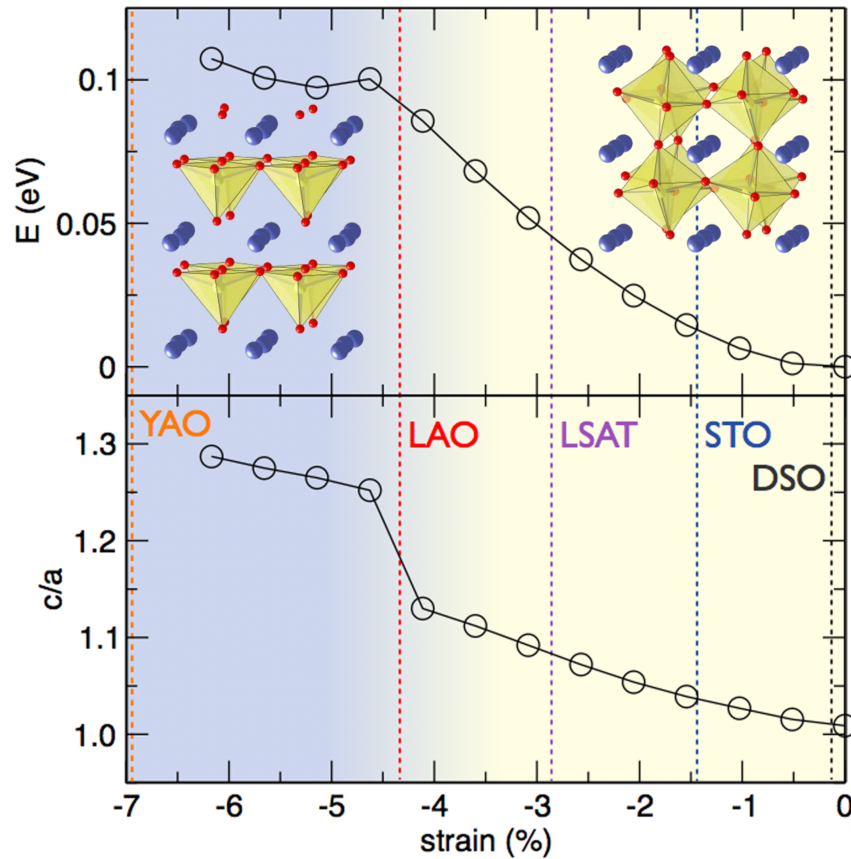 E (eV)
0.1
0.05
0
YAO
LAO
LSAT
STO
DSO
c/a
1.3
1.2
1.1
1.0
-7 -6 -5 -4 -3 -2 -1 0
strain (%)